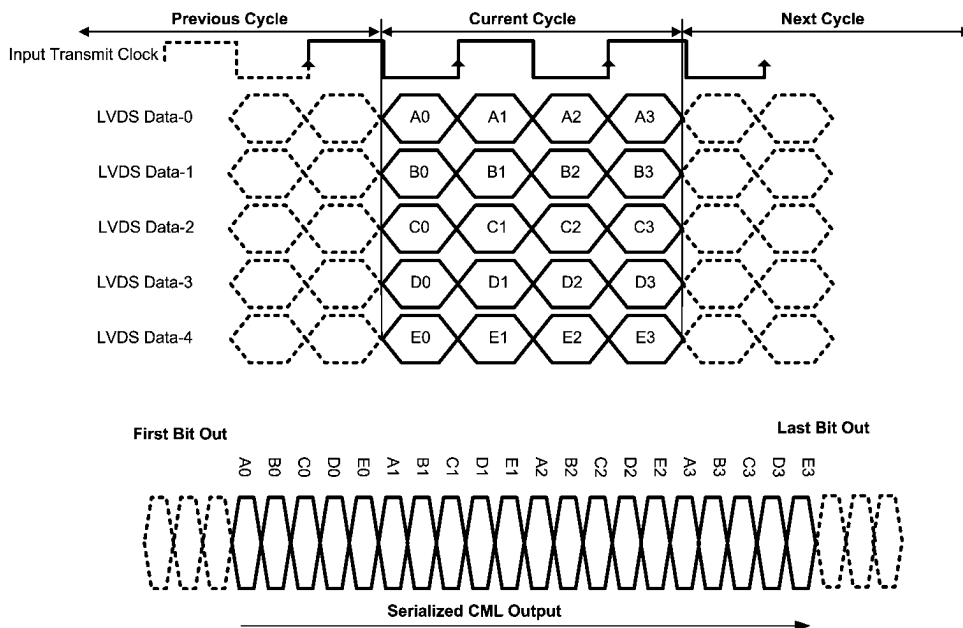 Previous Cycle Current Cycle Next Cycle
Input Transmit Clock
LVDS Data-0 A0 A1 A2 A3
LVDS Data-1 B0 B1 B2 B3
LVDS Data-2 C0 C1 C2 C3
LVDS Data-3 D0 D1 D2 D3
LVDS Data-4 E0 E1 E2 E3
First Bit Out Last Bit Out
A0 B0 C0 D0 E0 A1 B1 C1 D1 E1 A2 B2 C2 D2 E2 A3 B3 C3 D3 E3
Serialized CML Output